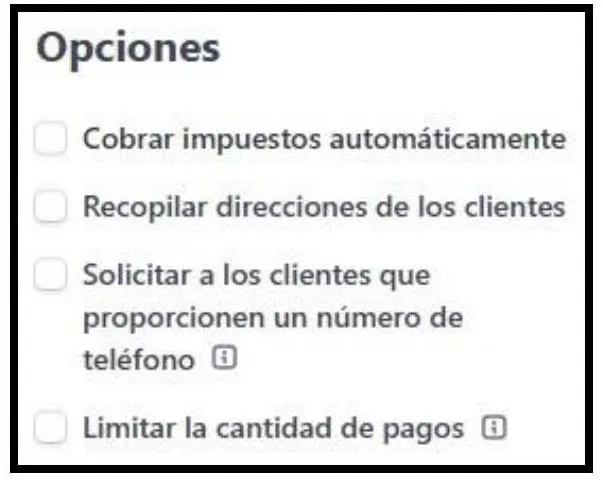 Opciones
Cobrar impuestos automáticamente
Recopilar direcciones de los clientes
Solicitar a los clientes que
proporcionen un número de
teléfono
Limitar la cantidad de pagos